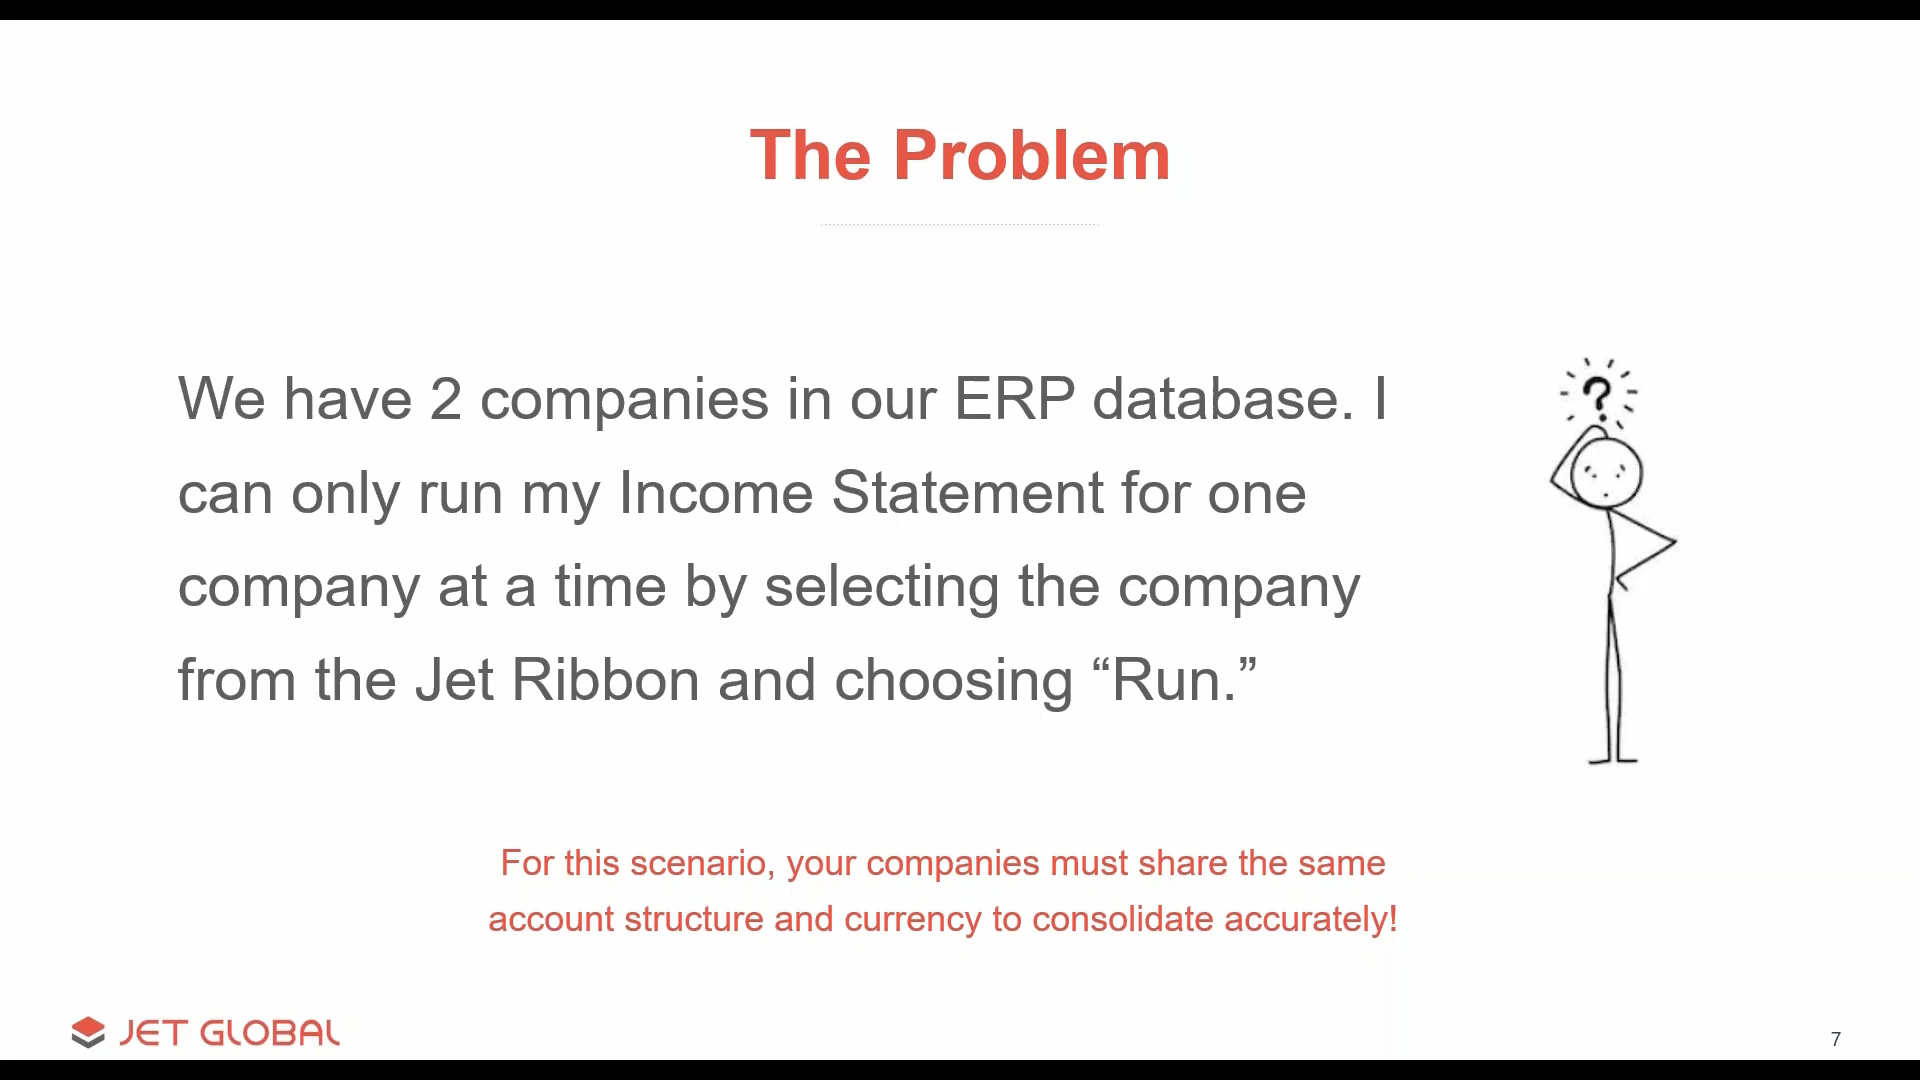 The Problem
We have 2 companies in our ERP database. I
can only run my Income Statement for one
company at a time by selecting the company
from the Jet Ribbon and choosing “Run.”
?
For this scenario, your companies must share the same
account structure and currency to consolidate accurately!
JET GLOBAL
7